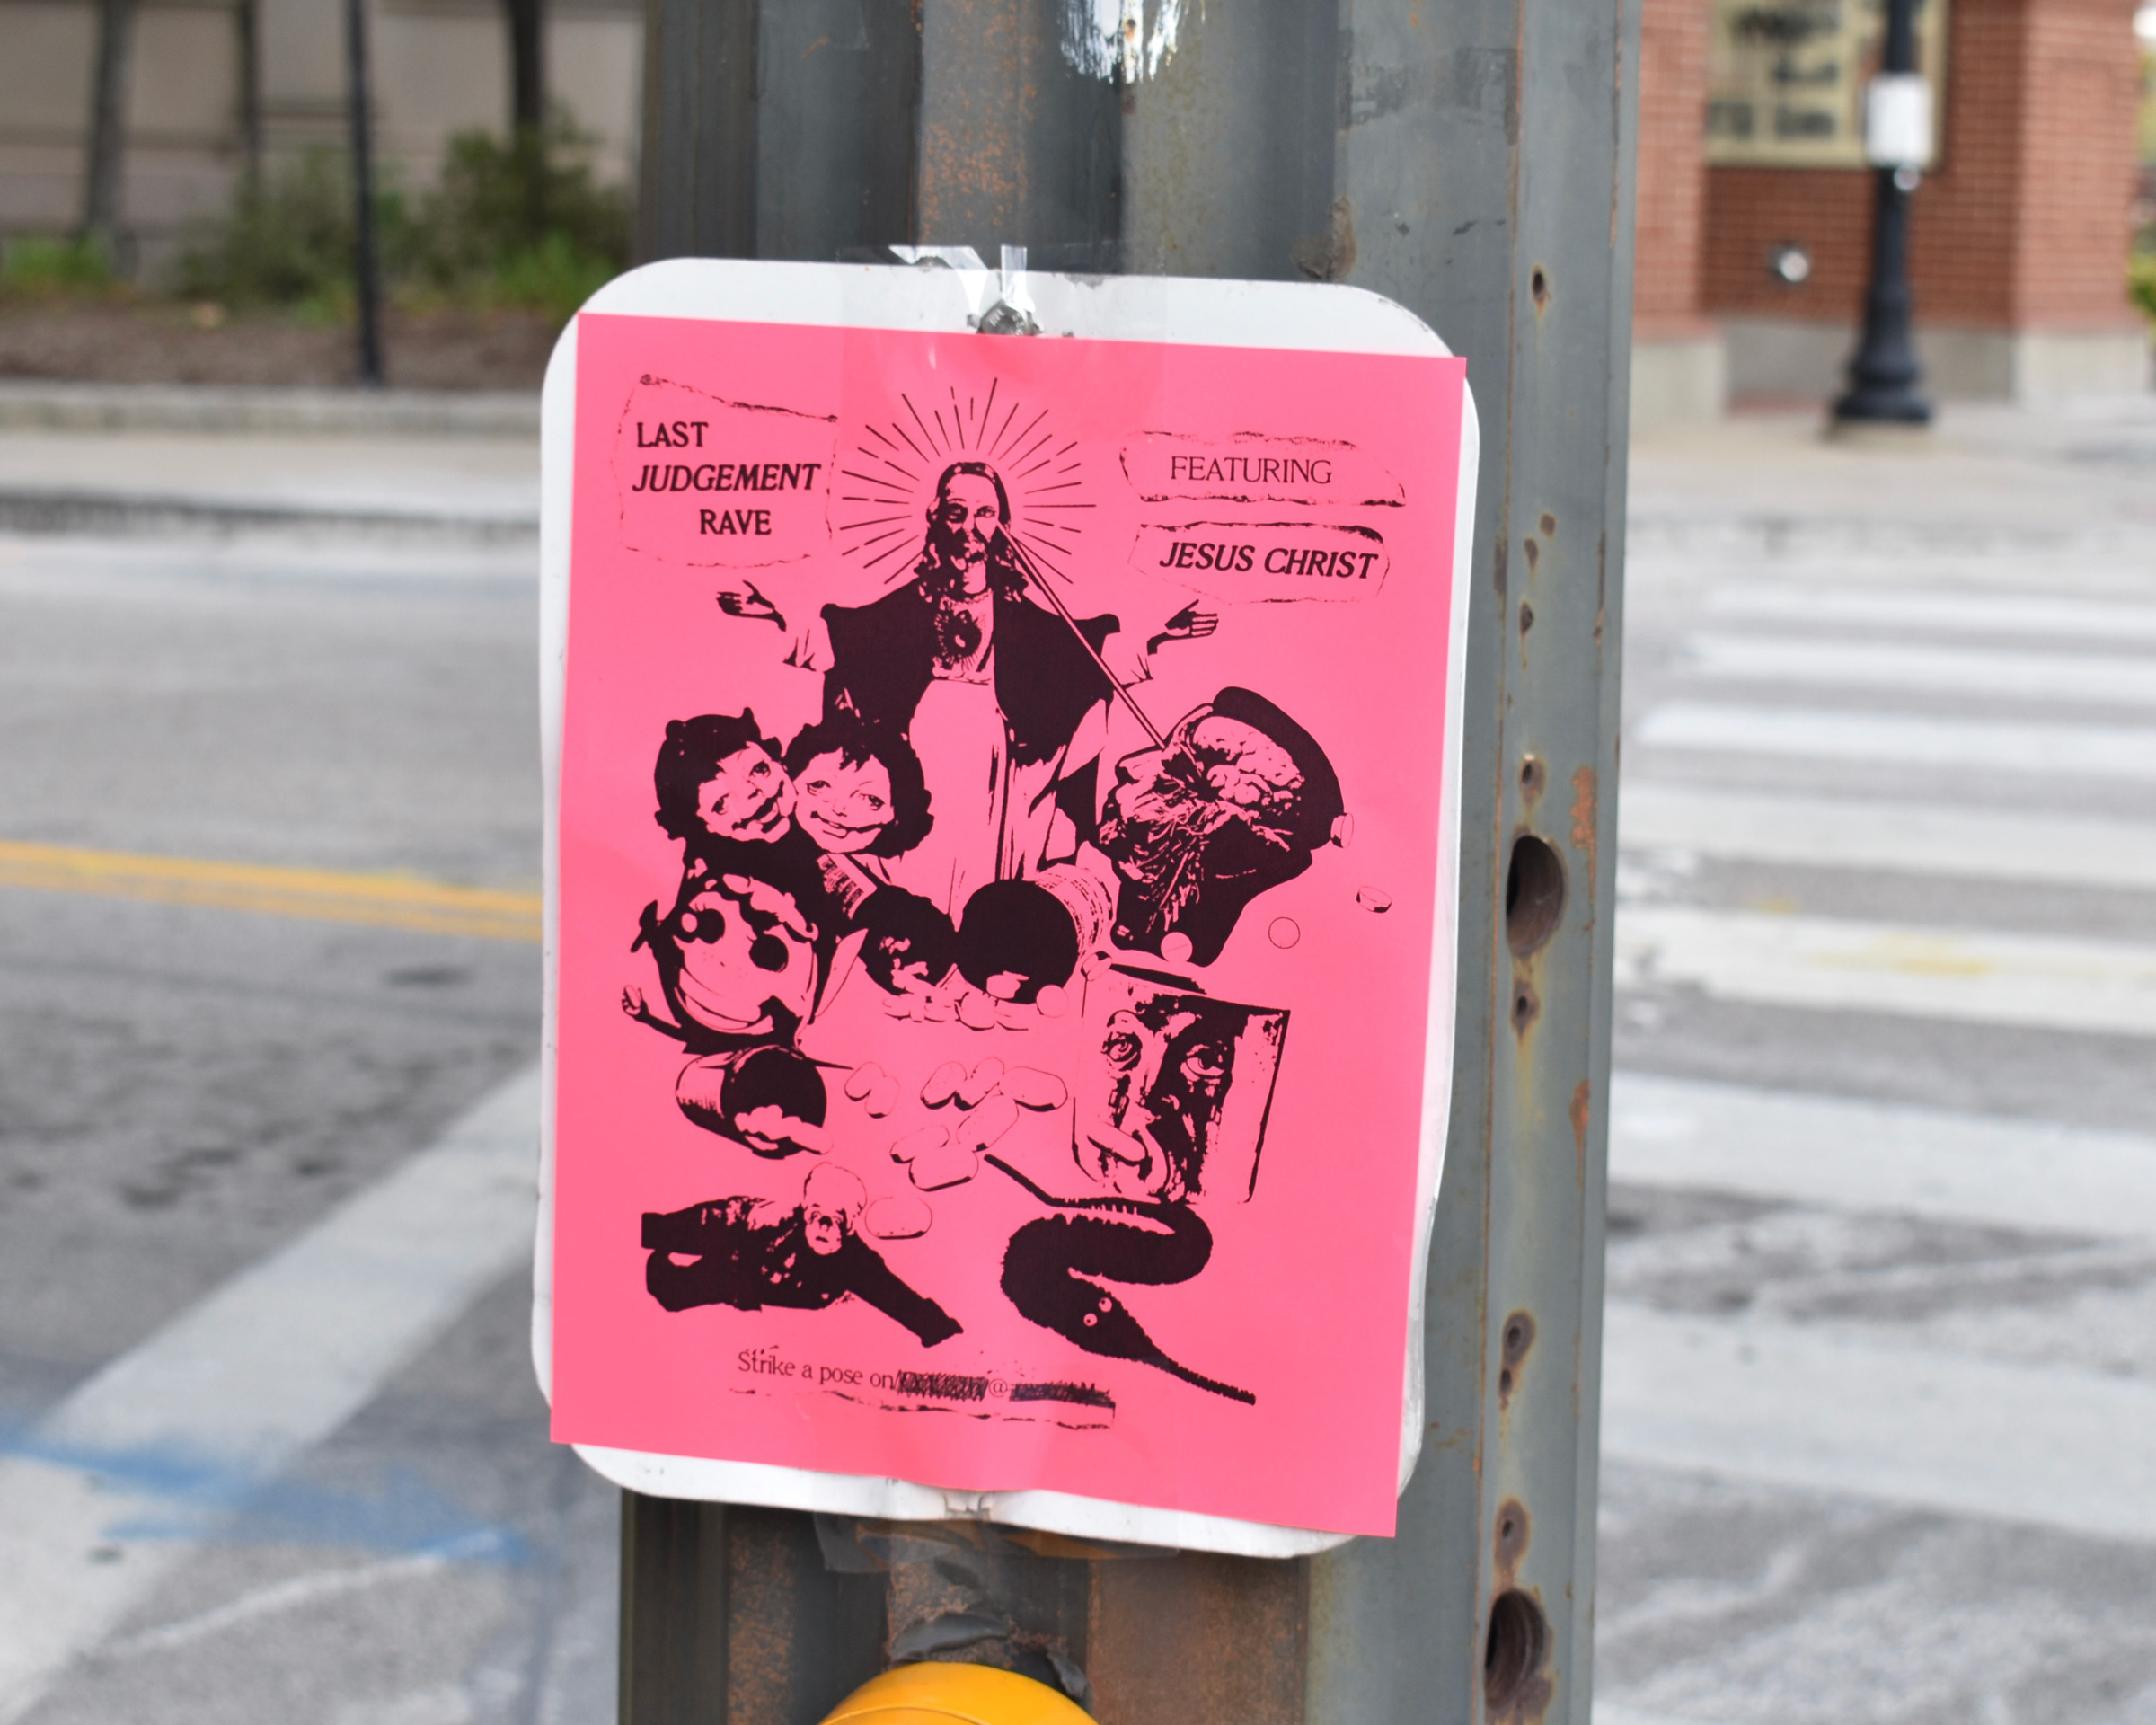 LAST
JUDGEMENT
RAVE
FEATURING
JESUS CHRIST
Strike a pose on @